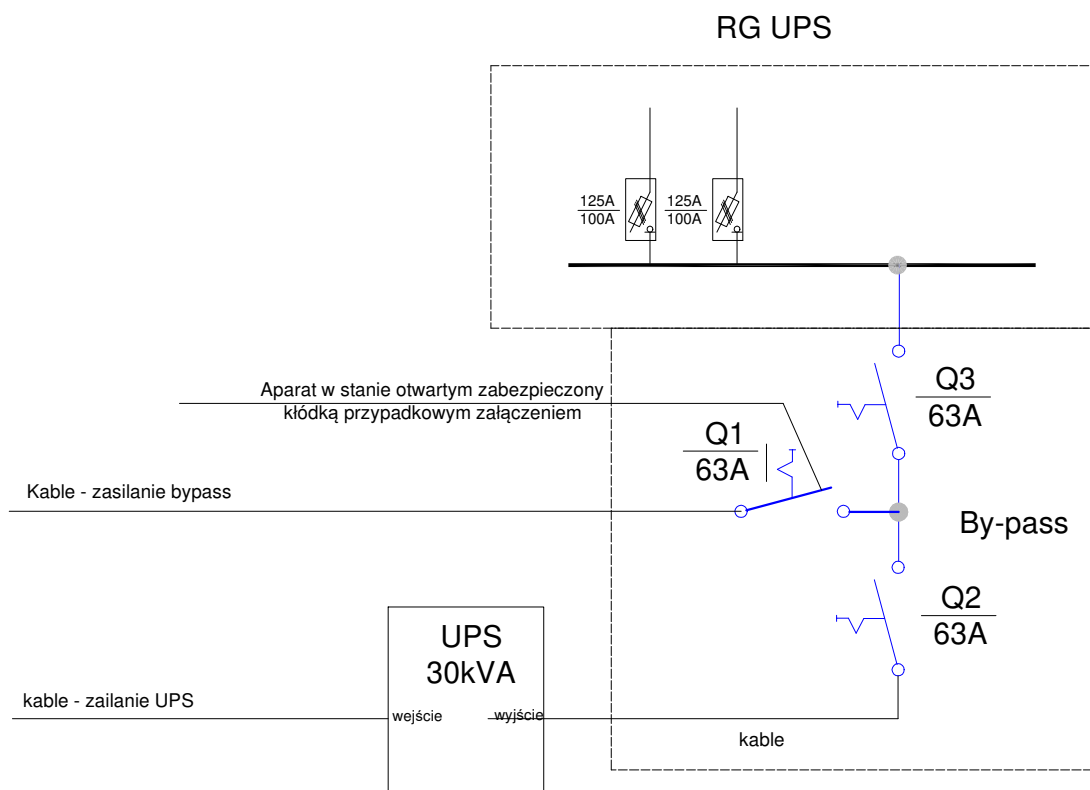 RG UPS
125A
100A
125A
100A
Q3
63A
Aparat w stanie otwartym zabezpieczony
kłódką przypadkowym załączeniem
Q1
63A
Kable - zasilanie bypass
By-pass
Q2
63A
UPS
30kVA
kable - zailanie UPS
wejście
wyjście
kable